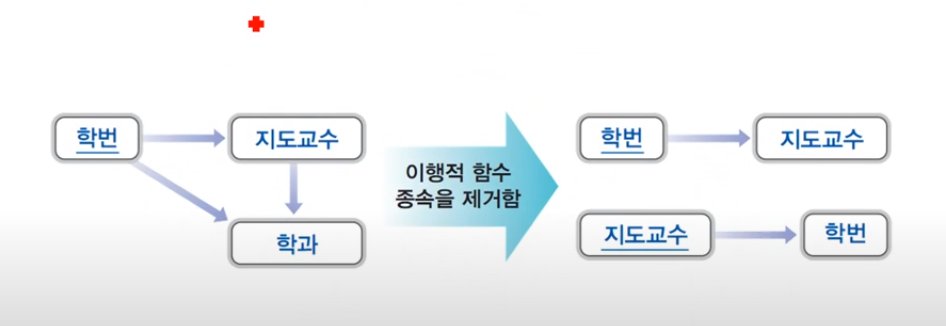 학번
지도교수
학과
이행적 함수
종속을 제거함
학번
지도교수
지도교수
학번